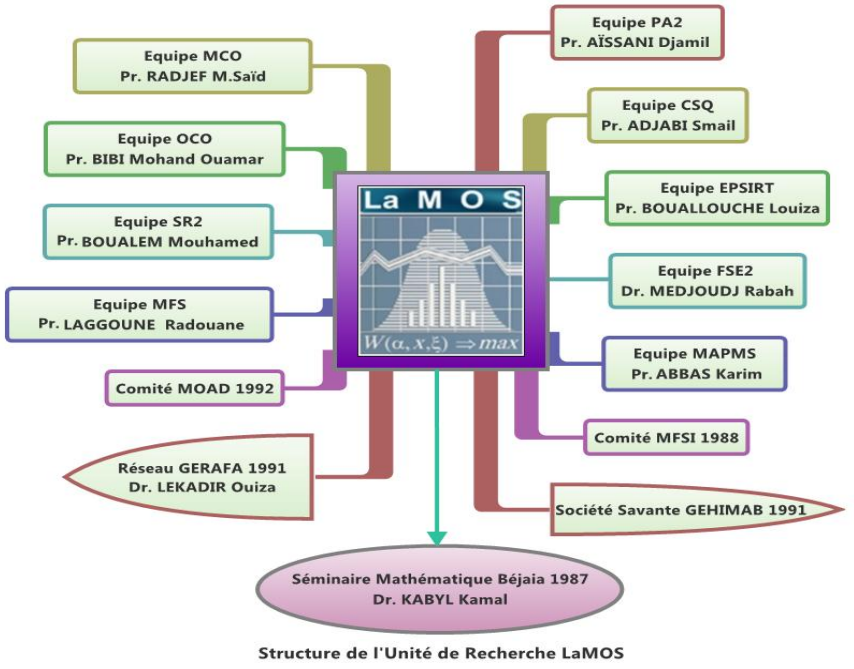 Equipe PA2
Pr. AÏSSANI Djamil
Equipe MCO
Pr. RADJEF M.Saïd
Equipe CSQ
Pr. ADJABI Smail
Equipe OCO
Pr. BIBI Mohand Ouamar
Equipe EPSIRT
Pr. BOUALLOUCHE Louiza
La M O S
Equipe SR2
Pr. BOUALEM Mouhamed
Equipe FSE2
Dr. MEDJOUDJ Rabah
Equipe MFS
Pr. LAGGOUNE Radouane
W(α, x,ξ) ⇒ max
Equipe MAPMS
Pr. ABBAS Karim
Comité MOAD 1992
Comité MFSI 1988
Réseau GERAFA 1991
Dr. LEKADIR Ouiza
Société Savante GEHIMAB 1991
Séminaire Mathématique Béjaia 1987
Dr. KABYL Kamal
Structure de l'Unité de Recherche LaMOS